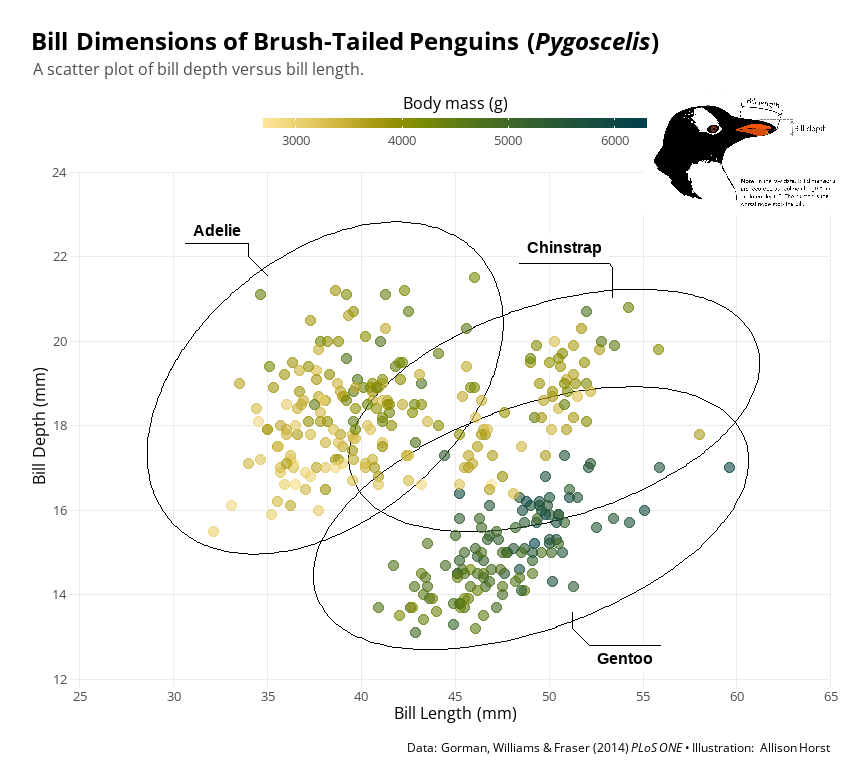 Bill Dimensions of Brush-Tailed Penguins (Pygoscelis)
A scatter plot of bill depth versus bill length.
Body mass (g)
3000 4000 5000 6000
Bill length
Bill depth
24
22
20
18
16
14
12
Bill Depth (mm)
Adelie
Chinstrap
Gentoo
25 30 35 40 45 50 55 60 65
Bill Length (mm)
Data: Gorman, Williams & Fraser (2014) PLoS ONE • Illustration: Allison Horst